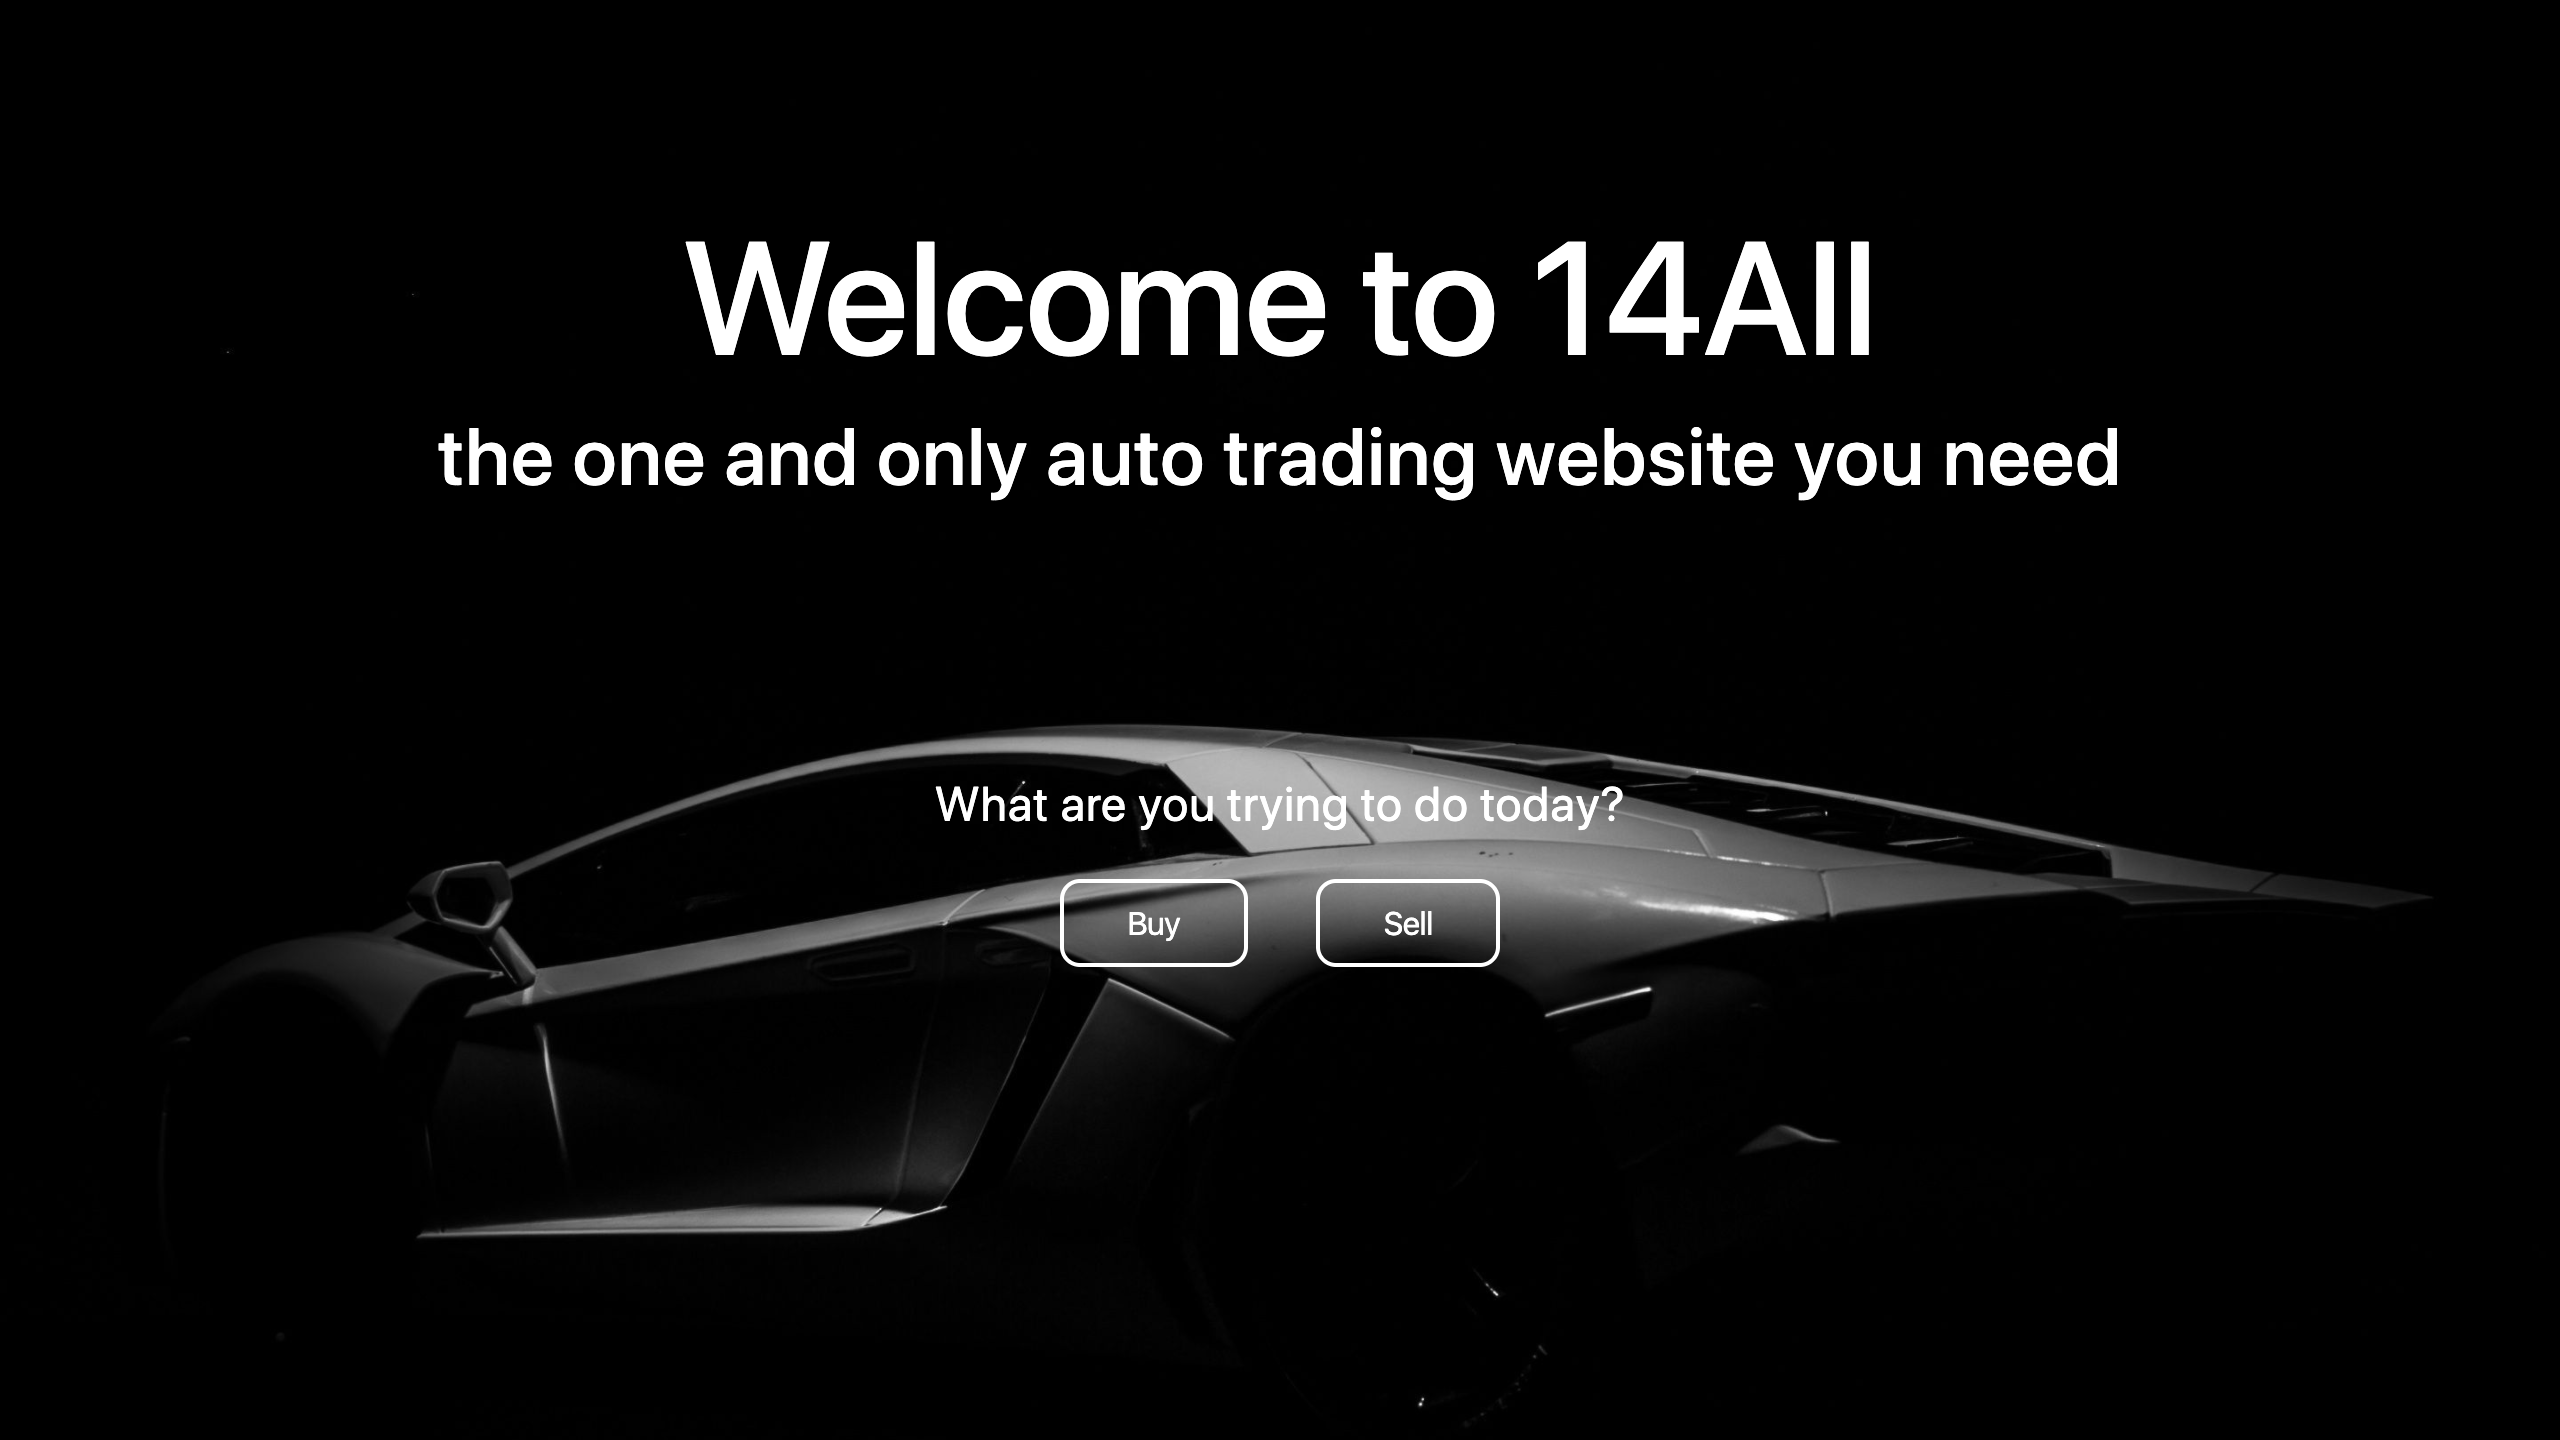 Welcome to 14All
the one and only auto trading website you need
What are you trying to do today?
Buy Sell